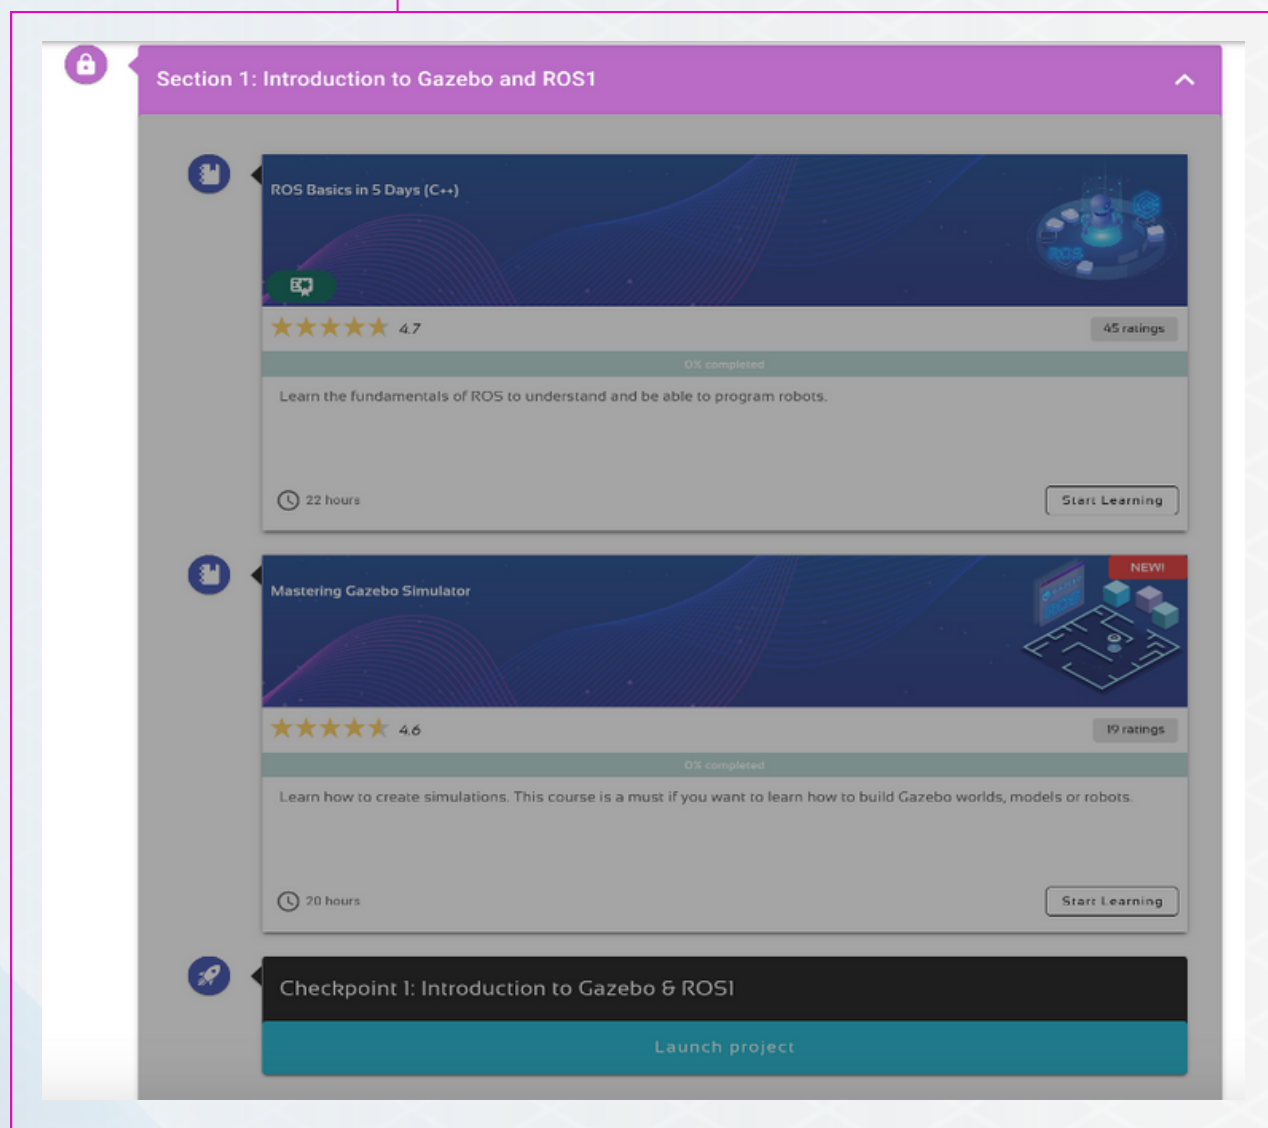 Section 1: Introduction to Gazebo and ROS1
ROS Basics in 5 Days (C++)
ROS
4.7
45 ratings
0% completed
Learn the fundamentals of ROS to understand and be able to program robots.
22 hours
Start Learning
NEW!
Mastering Gazebo Simulator
ROS
4.6
19 ratings
0% completed
Learn how to create simulations. This course is a must if you want to learn how to build Gazebo worlds, models or robots.
20 hours
Start Learning
Checkpoint 1: Introduction to Gazebo & ROS1
Launch project